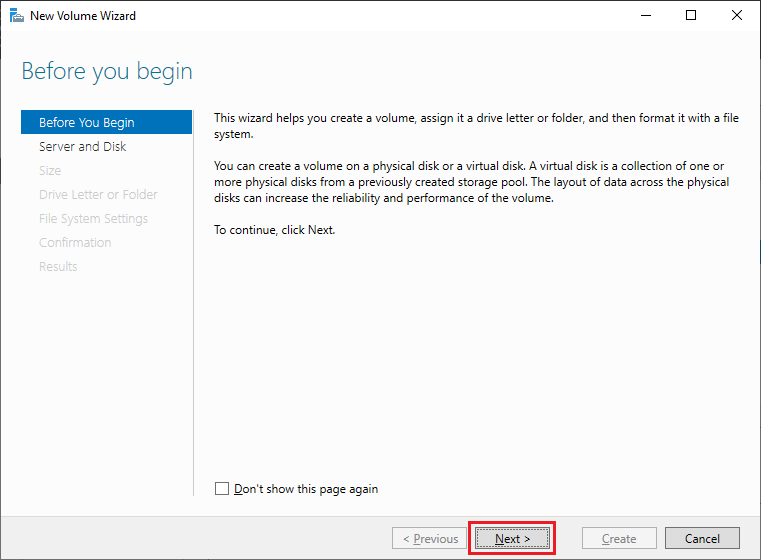 New Volume Wizard
Before you begin
Before You Begin
Server and Disk
Size
Drive Letter or Folder
File System Settings
Confirmation
Results
This wizard helps you create a volume, assign it a drive letter or folder, and then format it with a file
system.
You can create a volume on a physical disk or a virtual disk. A virtual disk is a collection of one or
more physical disks from a previously created storage pool. The layout of data across the physical
disks can increase the reliability and performance of the volume.
To continue, click Next.
Don't show this page again
< Previous
Next >
Create
Cancel